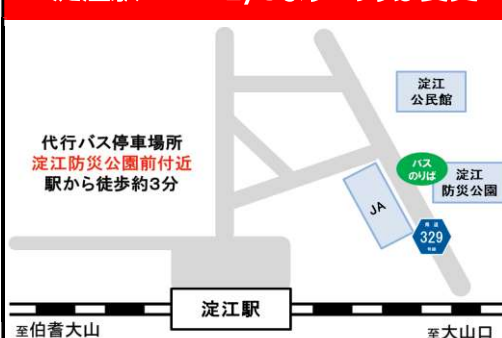 淀江
公民館
代行バス停車場所
淀江防災公園前付近
駅から徒歩約3分
バス
のりば
淀江
防災公園
JA
329
淀江駅
至伯耆大山
至大山口